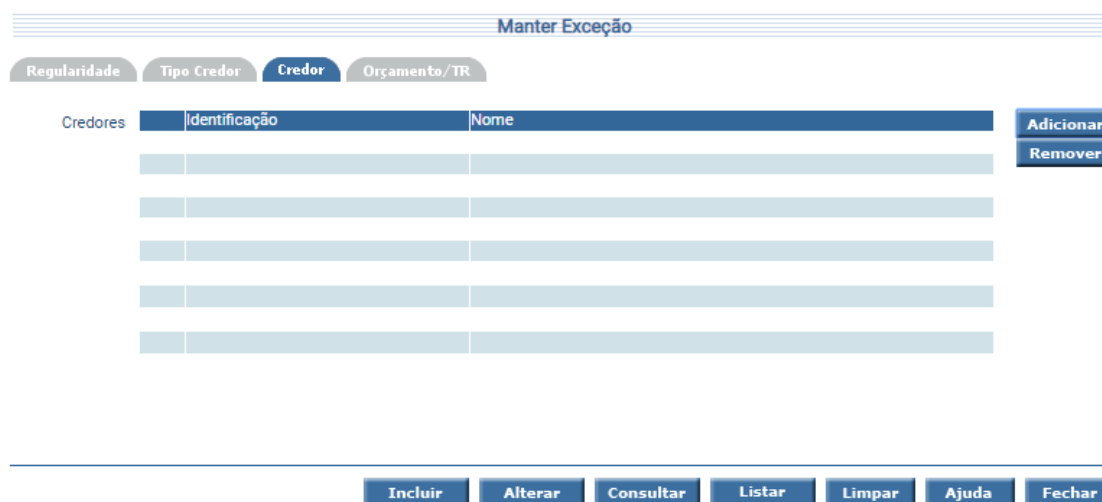 Manter Exceção
Regularidade Tipo Credor Credor Orçamento/TR
Credores Identificação Nome Adicionar
Remover
Incluir Alterar Consultar Listar Limpar Ajuda Fechar